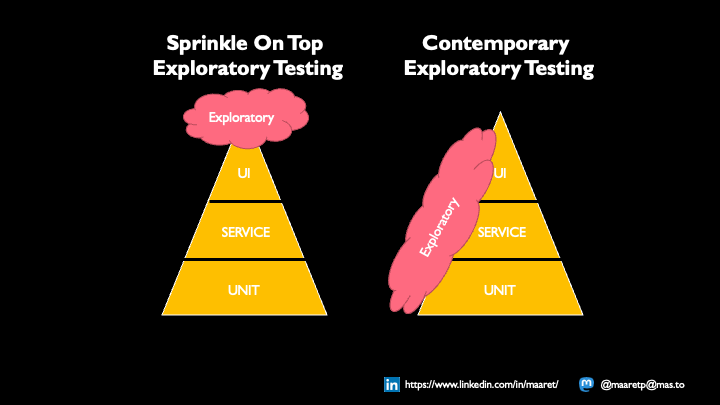 Sprinkle On Top
Exploratory Testing
Exploratory
UI
SERVICE
UNIT
Contemporary
Exploratory Testing
Exploratory
UI
SERVICE
UNIT
https://www.linkedin.com/in/maaret/
@maaretp@mas.to